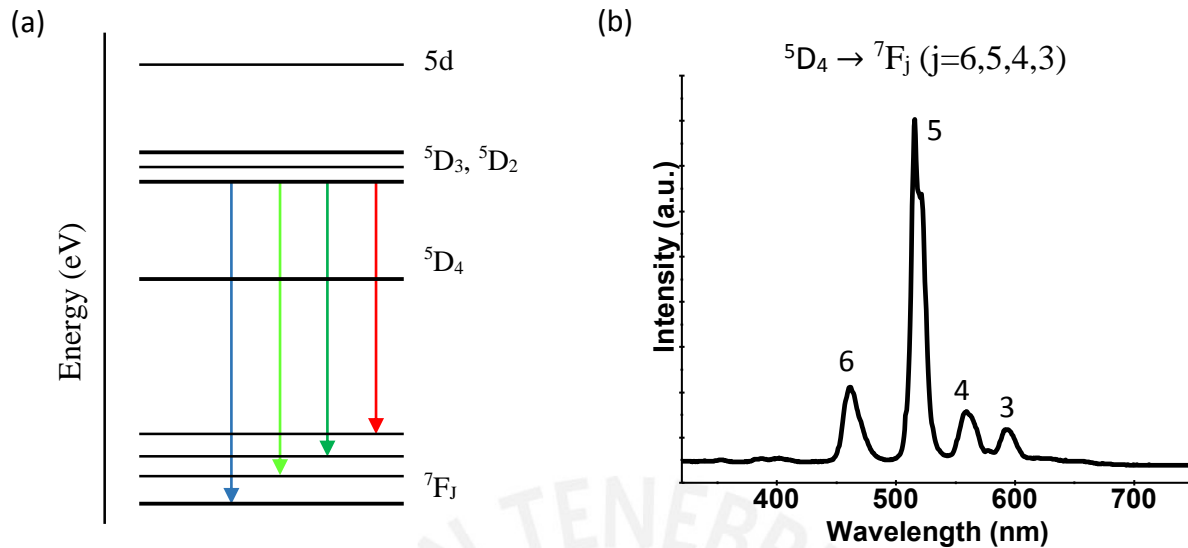 (a)
Energy (eV)
5d
⁵D₃, ⁵D₂
⁵D₄
⁷F_J
(b)
⁵D₄ → ⁷Fⱼ (j=6,5,4,3)
Intensity (a.u.)
6
5
4
3
400 500 600 700
Wavelength (nm)